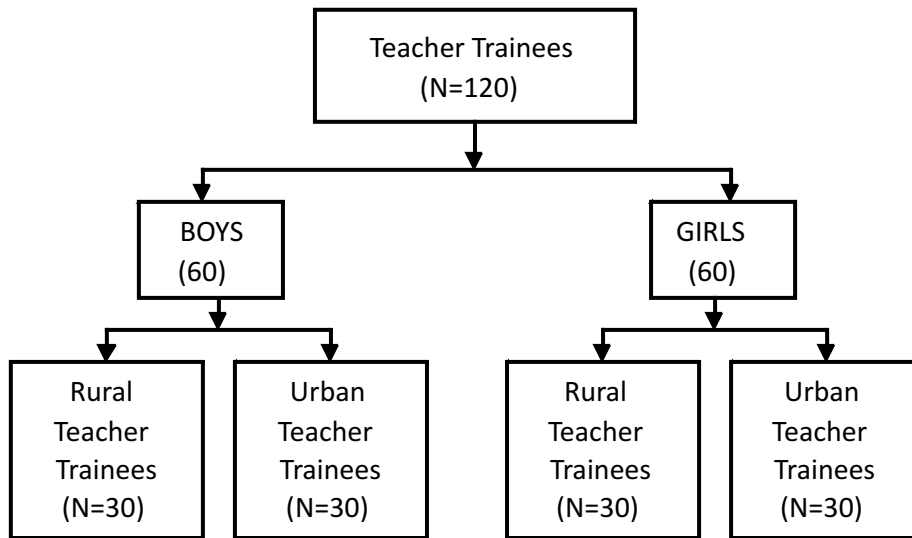 Teacher Trainees
(N=120)
BOYS
(60)
GIRLS
(60)
Rural
Teacher
Trainees
(N=30)
Urban
Teacher
Trainees
(N=30)
Rural
Teacher
Trainees
(N=30)
Urban
Teacher
Trainees
(N=30)